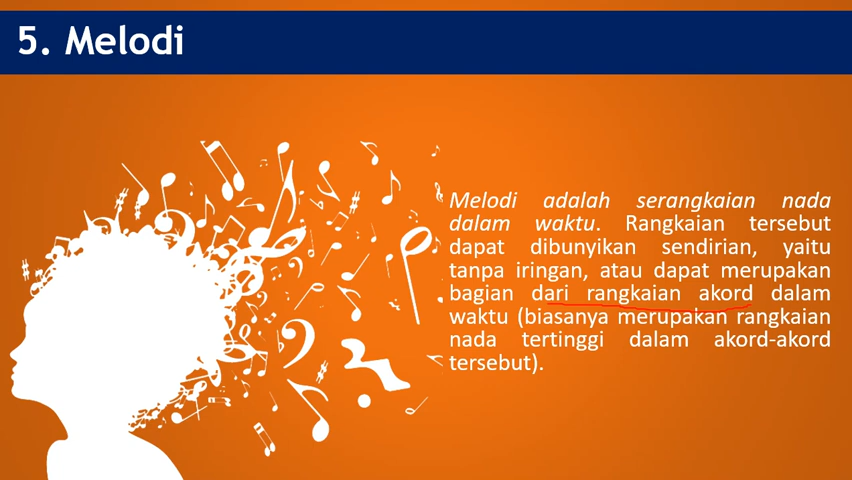 5. Melodi
Melodi adalah serangkaian nada
dalam waktu. Rangkaian tersebut
dapat dibunyikan sendirian, yaitu
tanpa iringan, atau dapat merupakan
bagian dari rangkaian akord dalam
waktu (biasanya merupakan rangkaian
nada tertinggi dalam akord-akord
tersebut).